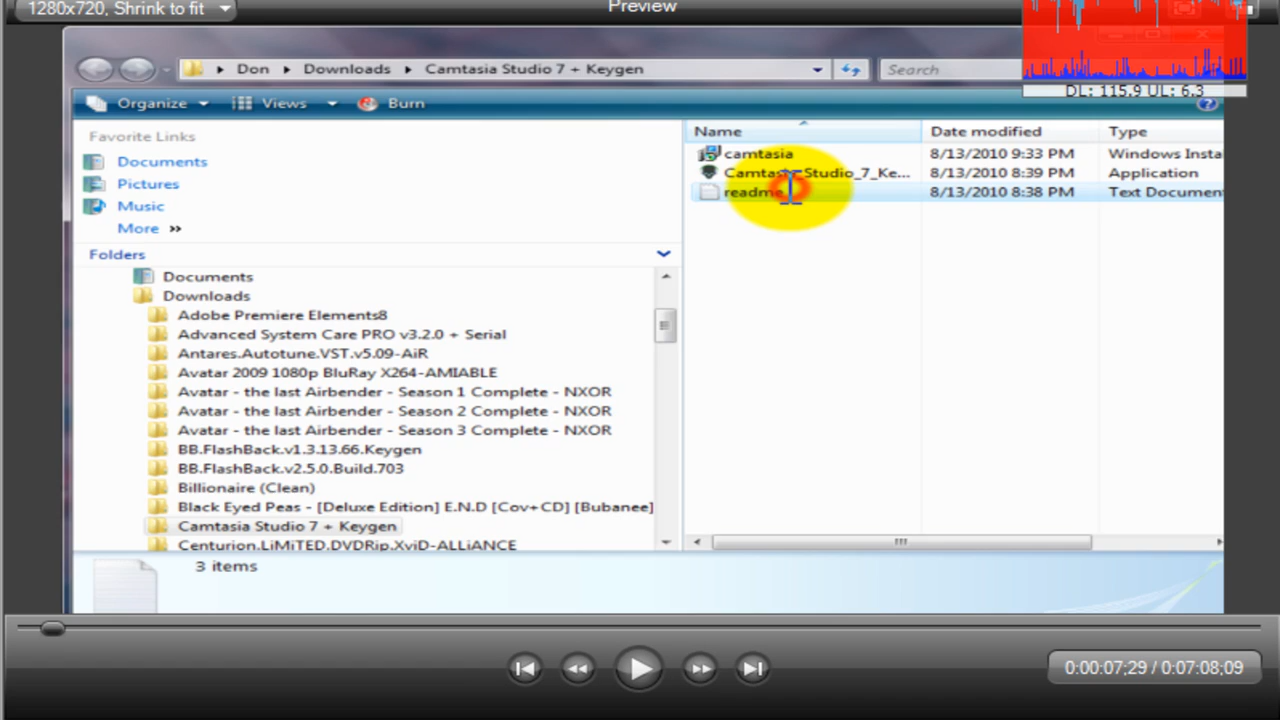 1280x720, Shrink to fit
Preview
DL: 115.9 UL: 6.3
Don Downloads Camtasia Studio 7 + Keygen
Search
Organize Views Burn
Favorite Links
Documents
Pictures
Music
More »
Folders
Documents
Downloads
Adobe Premiere Elements8
Advanced System Care PRO v3.2.0 + Serial
Antares.Autotune.VST.v5.09-AiR
Avatar 2009 1080p BluRay X264-AMIABLE
Avatar - the last Airbender - Season 1 Complete - NXOR
Avatar - the last Airbender - Season 2 Complete - NXOR
Avatar - the last Airbender - Season 3 Complete - NXOR
BB.FlashBack.v1.3.13.66.Keygen
BB.FlashBack.v2.5.0.Build.703
Billionaire (Clean)
Black Eyed Peas - [Deluxe Edition] E.N.D [Cov+CD] [Bubanee]
Camtasia Studio 7 + Keygen
Centurion.LiMiTED.DVDRip.XviD-ALLiANCE
Name Date modified Type
camtasia 8/13/2010 9:33 PM Windows Insta
Camtasia_Studio_7_Ke... 8/13/2010 8:39 PM Application
readme 8/13/2010 8:38 PM Text Document
3 items
0:00:07;29 / 0:07:08;09